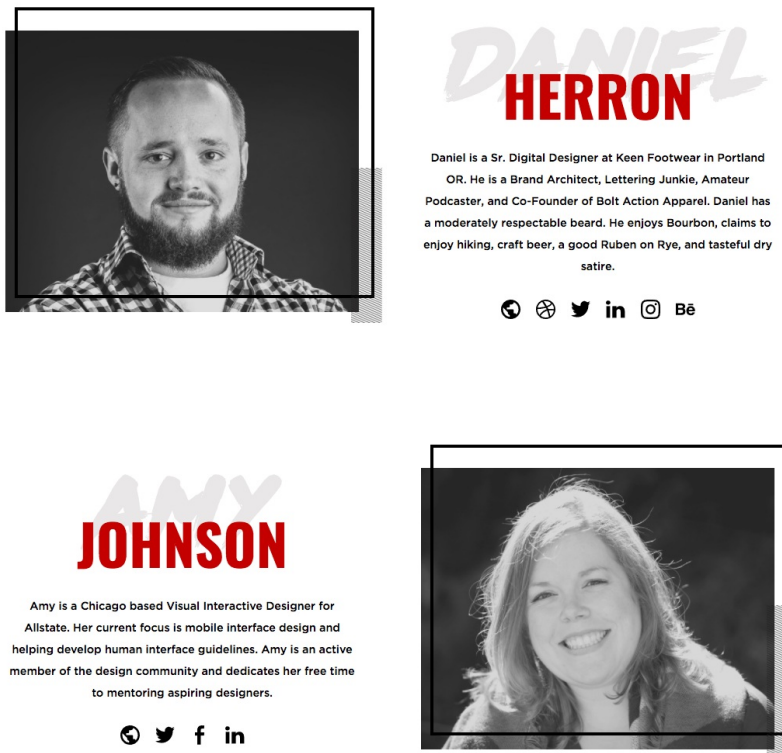 DANIEL
HERRON
Daniel is a Sr. Digital Designer at Keen Footwear in Portland
OR. He is a Brand Architect, Lettering Junkie, Amateur
Podcaster, and Co-Founder of Bolt Action Apparel. Daniel has
a moderately respectable beard. He enjoys Bourbon, claims to
enjoy hiking, craft beer, a good Ruben on Rye, and tasteful dry
satire.
in Bē
AMY
JOHNSON
Amy is a Chicago based Visual Interactive Designer for
Allstate. Her current focus is mobile interface design and
helping develop human interface guidelines. Amy is an active
member of the design community and dedicates her free time
to mentoring aspiring designers.
f in